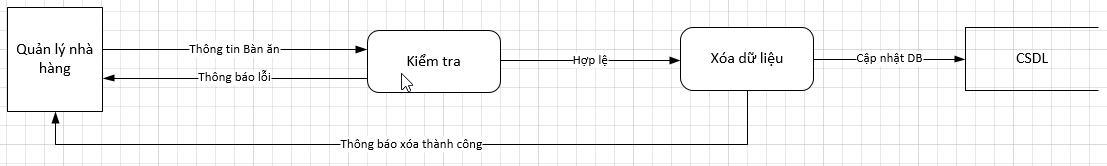 Quản lý nhà
hàng
Thông tin Bàn ăn
Thông báo lỗi
Kiểm tra
Hợp lệ
Xóa dữ liệu
Cập nhật DB
CSDL
Thông báo xóa thành công